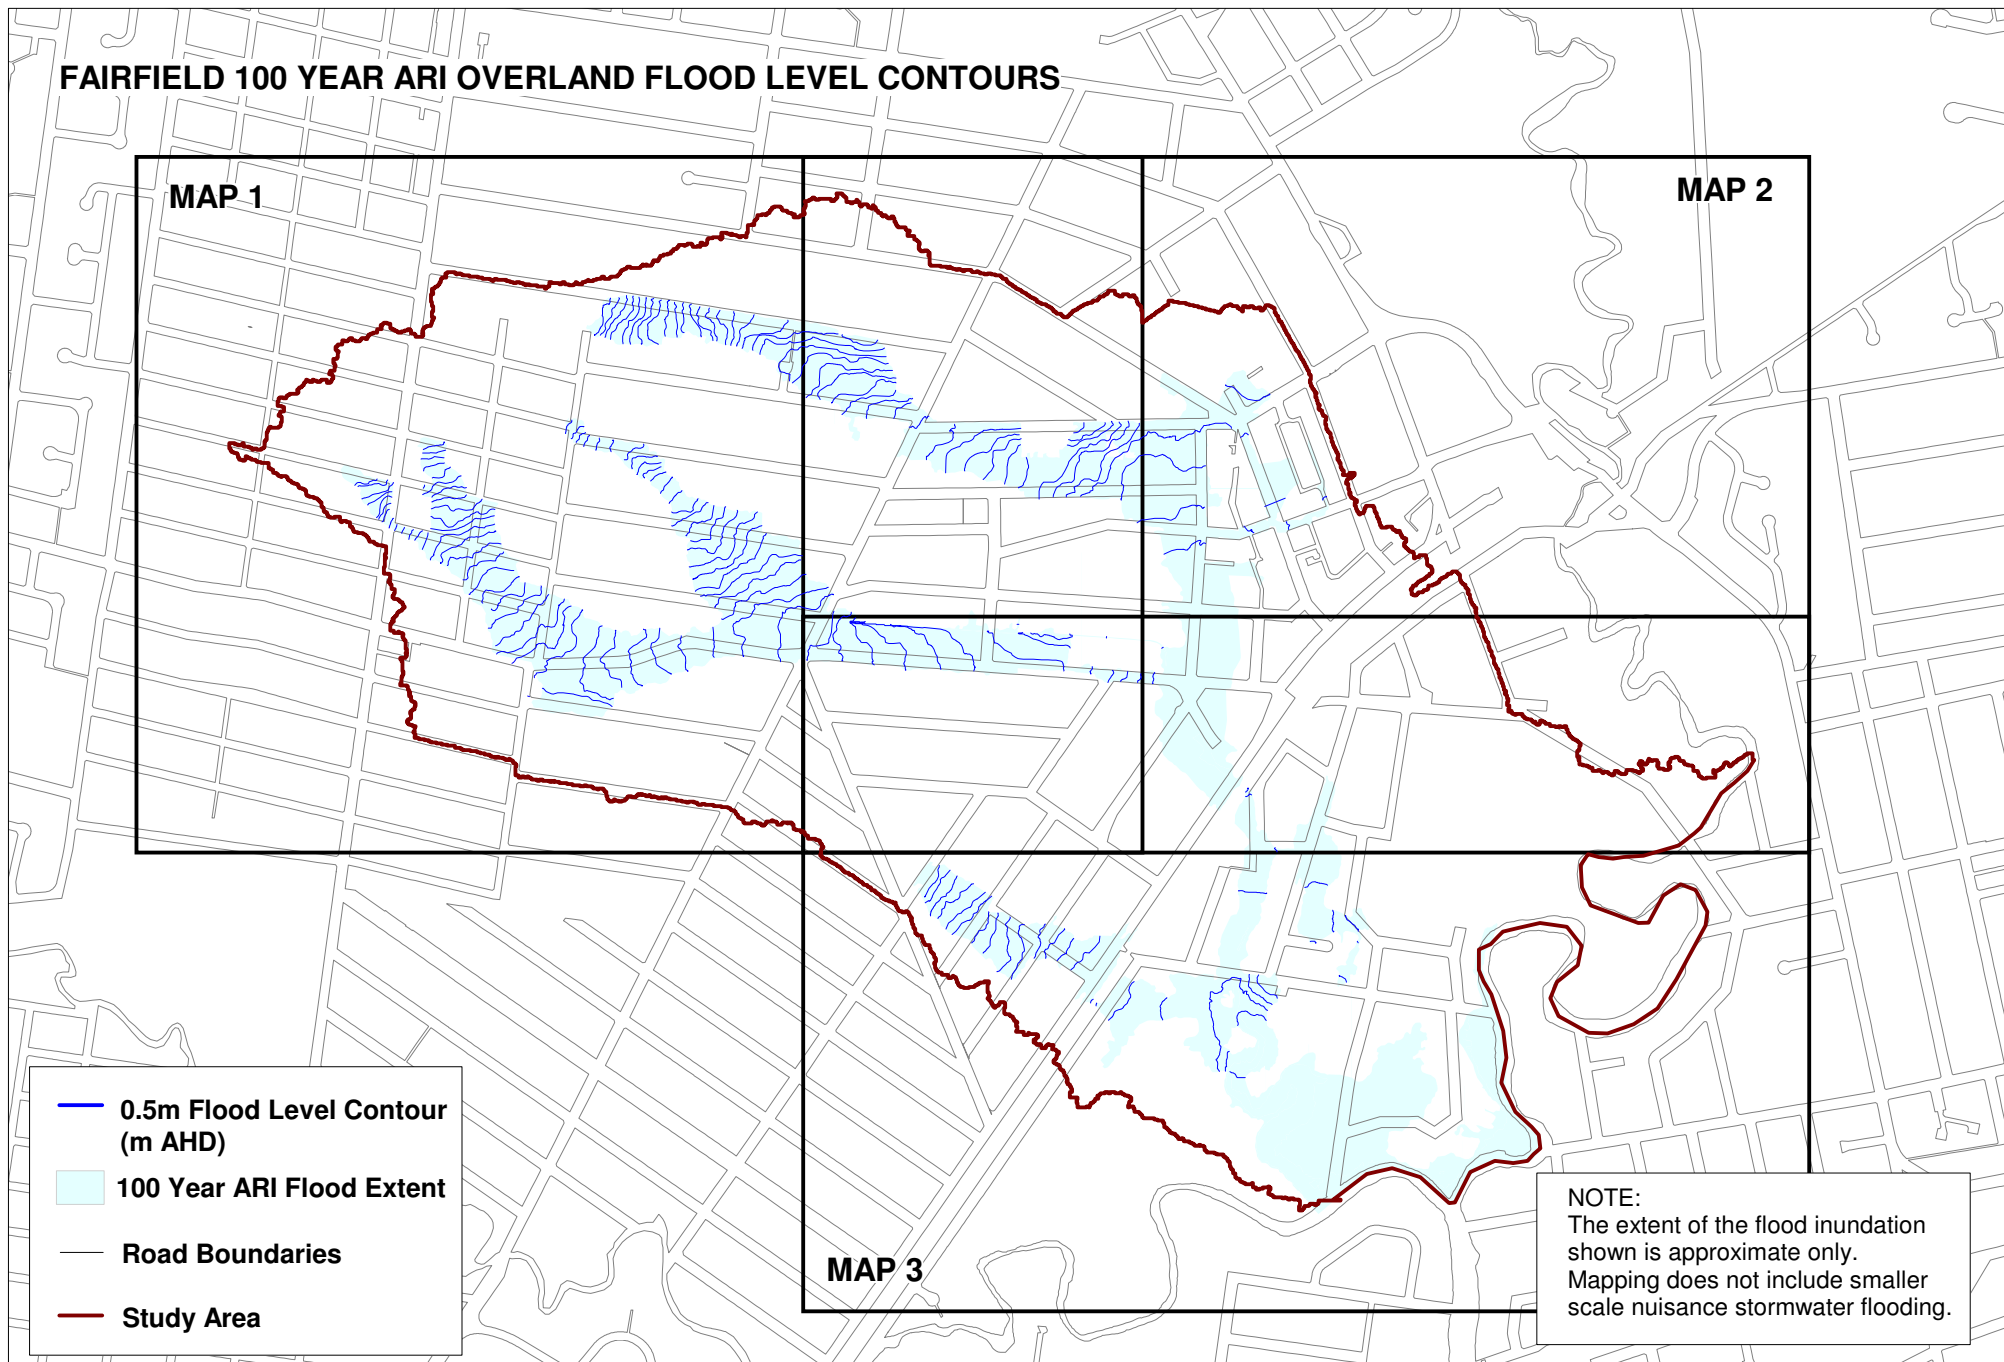 FAIRFIELD 100 YEAR ARI OVERLAND FLOOD LEVEL CONTOURS
MAP 1
MAP 2
MAP 3
0.5m Flood Level Contour
(m AHD)
100 Year ARI Flood Extent
Road Boundaries
Study Area
NOTE:
The extent of the flood inundation
shown is approximate only.
Mapping does not include smaller
scale nuisance stormwater flooding.